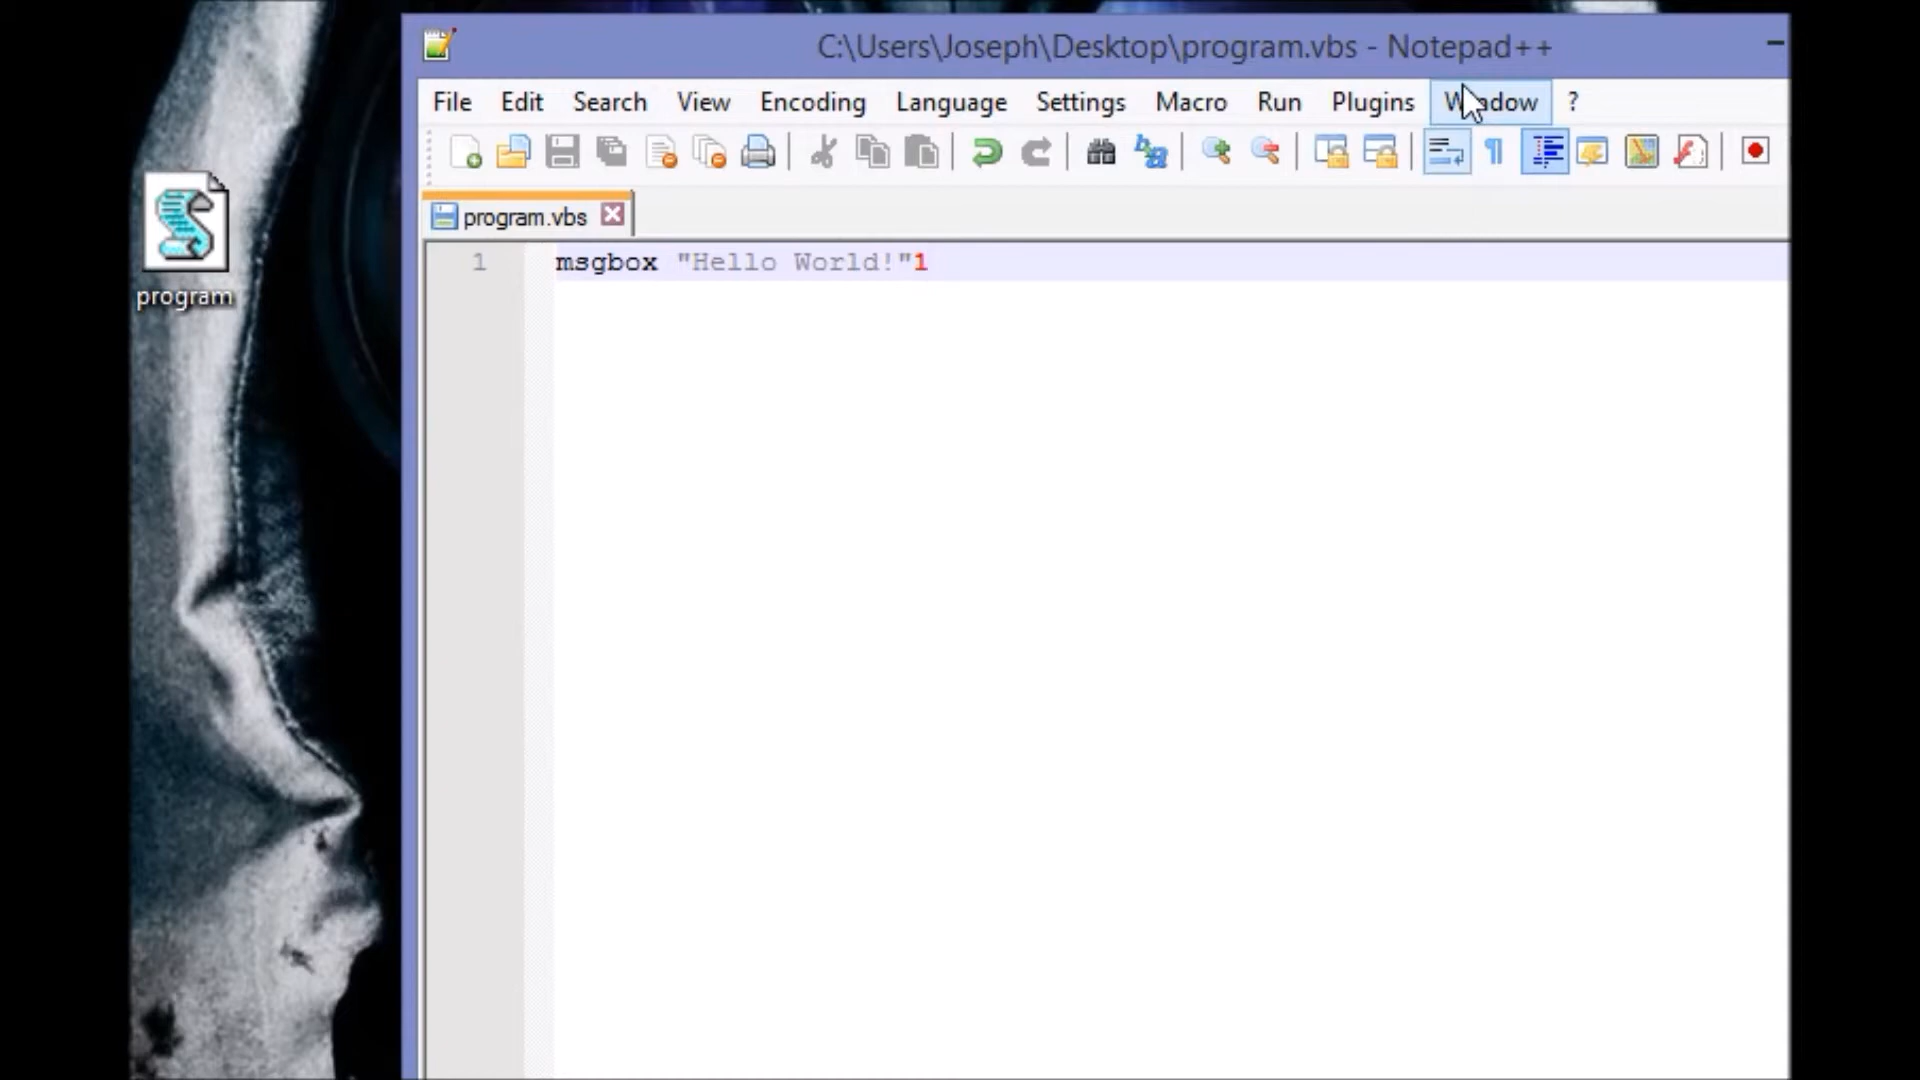 C:\Users\Joseph\Desktop\program.vbs - Notepad++
File Edit Search View Encoding Language Settings Macro Run Plugins Window ?
program.vbs
1 msgbox "Hello World!"1
program